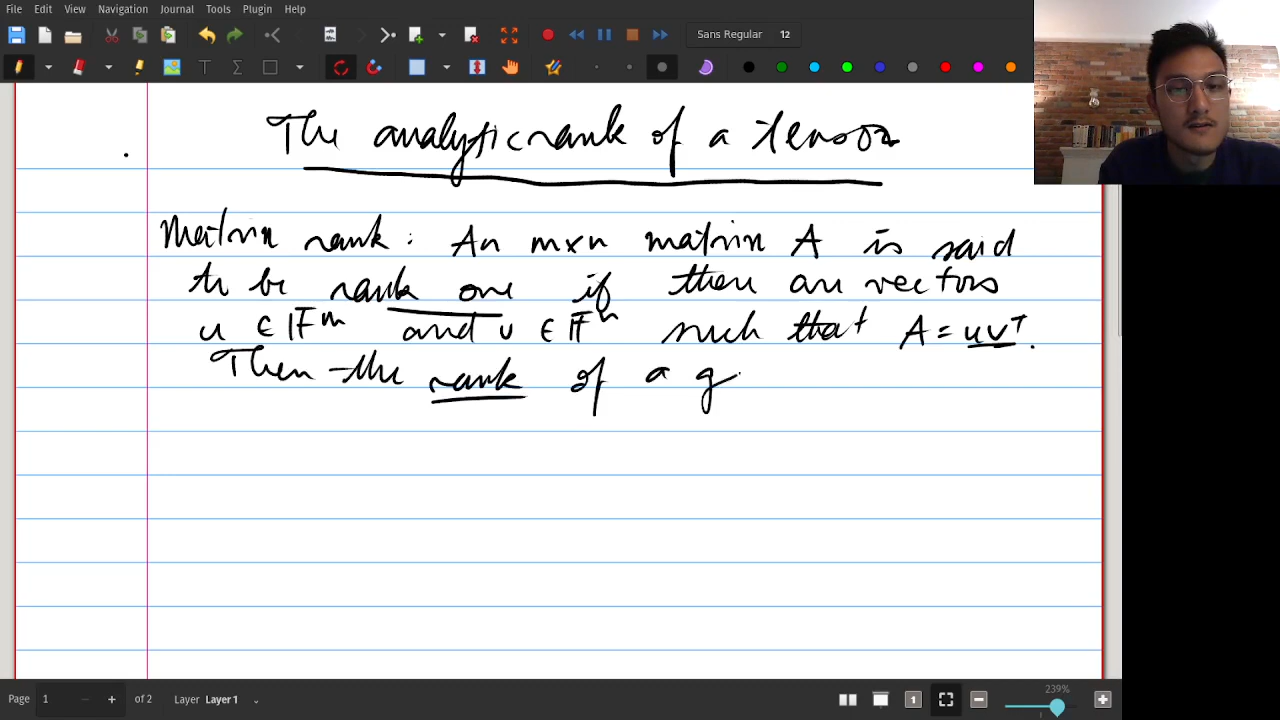 File Edit View Navigation Journal Tools Plugin Help
Sans Regular 12
The analytic rank of a tensor
Matrix rank: An m×n matrix A is said
to be rank one if there are vectors
u ∈ 𝔽ᵐ and v ∈ 𝔽ⁿ such that A = uvᵀ.
Then the rank of a g
Page 1 of 2 Layer Layer 1 239%